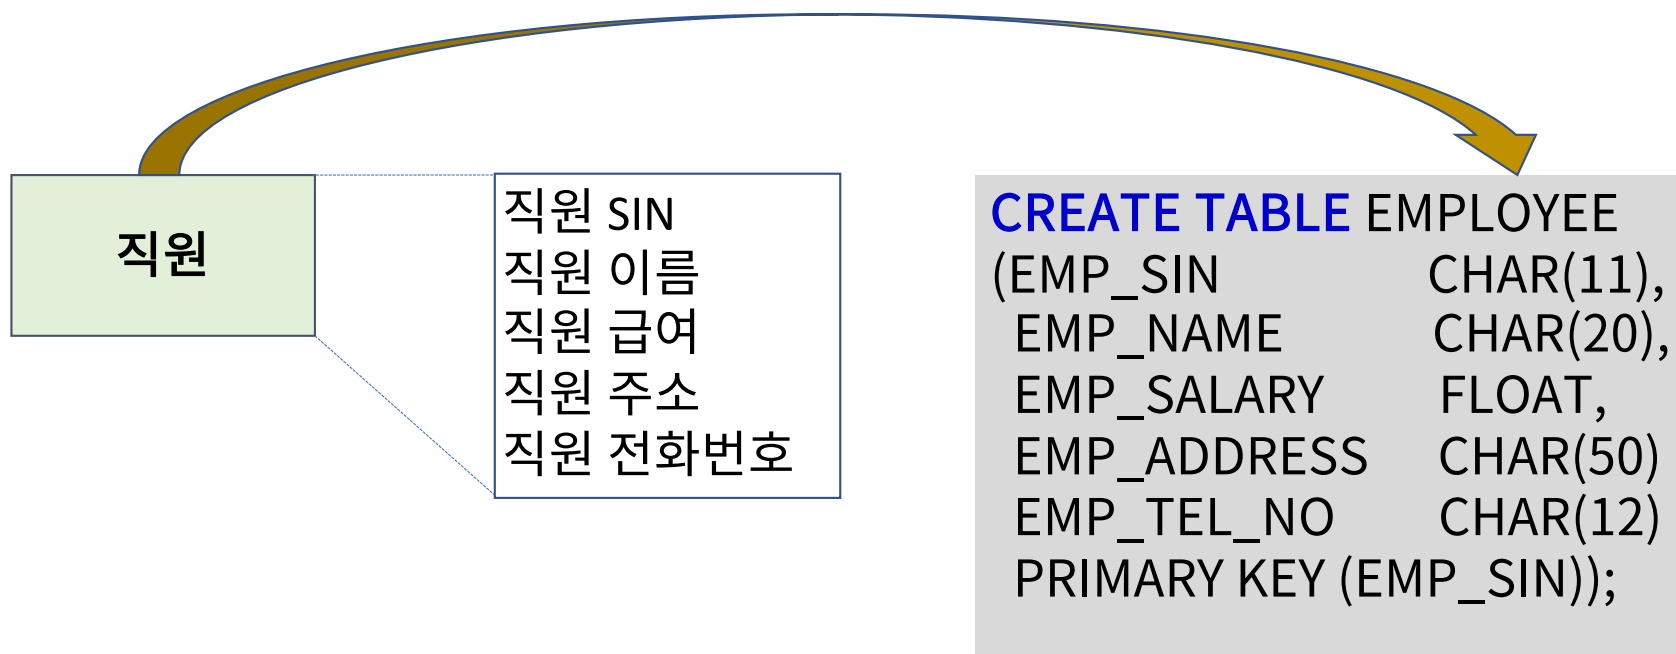 직원
직원 SIN
직원 이름
직원 급여
직원 주소
직원 전화번호
CREATE TABLE EMPLOYEE
(EMP_SIN CHAR(11),
EMP_NAME CHAR(20),
EMP_SALARY FLOAT,
EMP_ADDRESS CHAR(50)
EMP_TEL_NO CHAR(12)
PRIMARY KEY (EMP_SIN));